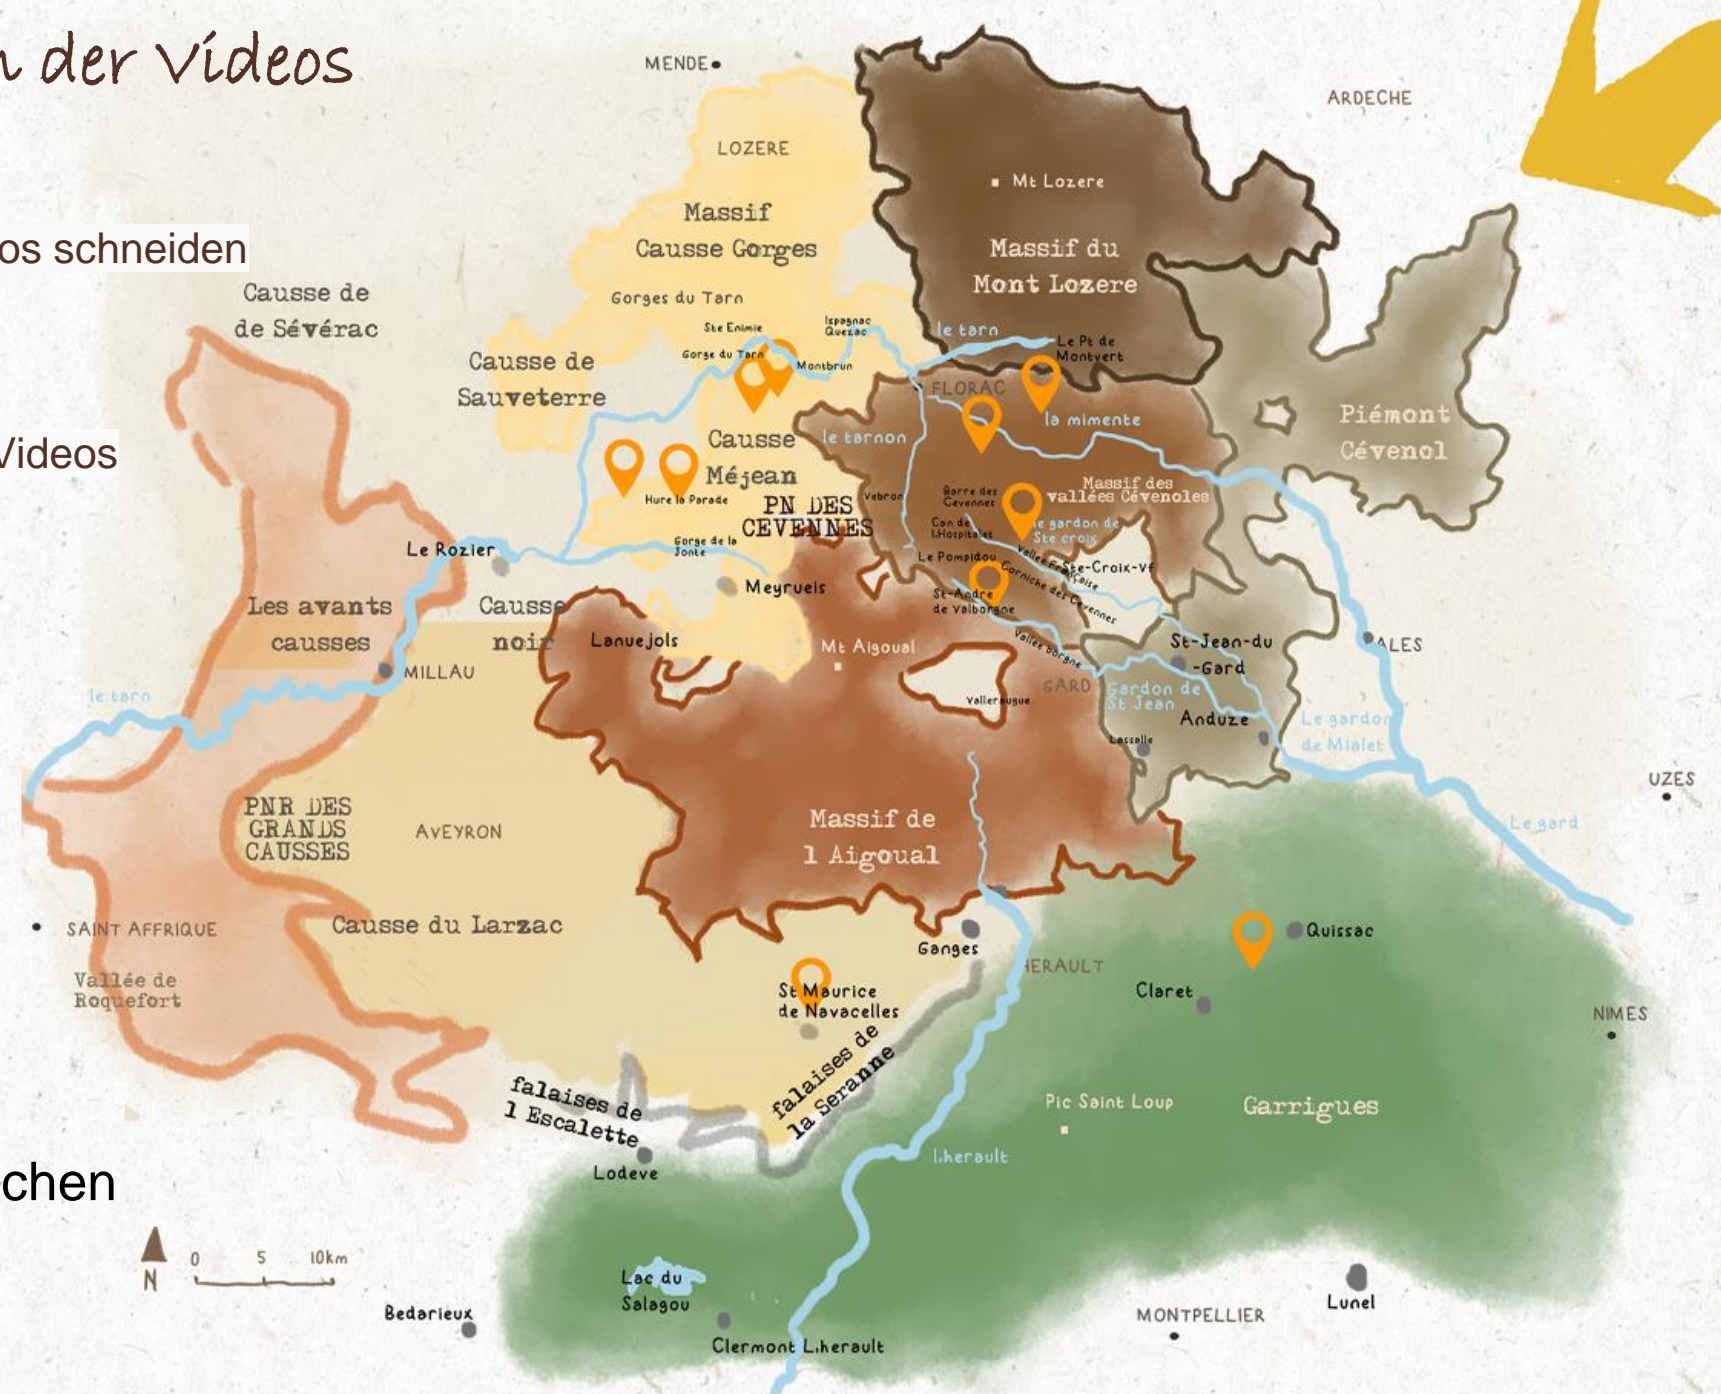 n der Videos
MENDE
ARDECHE
LOZERE
Mt Lozere
Massif
Causse Gorges
os schneiden
Massif du
Mont Lozere
Causse de
de Sévérac
Gorges du Tarn
Ste Enimie
Ispagnac
Quezac
le tarn
Le Pt de
Montvert
Gorge du Tarn
Montbrun
Causse de
Sauveterre
FLORAC
la mimente
Piémont
Cévenol
Videos
Causse
Méjean
le tarnon
Hure la Parade
PN DES
CEVENNES
Vebron
Barre des
Cevennes
Massif des
vallées Cévenoles
Can de
l.Hospitalet
le gardon de
Ste croix
Le Rozier
Gorge de la
Jonte
Le Pompidou
Vallee Française
Ste-Croix-Vf
Corniche des Cevennes
Meyrueis
St-Andre
de Valborgne
Les avants
causses
Causse
noir
Lanuejols
Mt Aigoual
Vallee Borgne
St-Jean-du
-Gard
ALES
MILLAU
GARD
Gardon de
St Jean
le tarn
Valleraugue
Anduze
Lassalle
Le gardon
de Mialet
UZES
PNR DES
GRANDS
CAUSSES
AVEYRON
Massif de
l Aigoual
Le gard
SAINT AFFRIQUE
Causse du Larzac
Ganges
Quissac
HERAULT
Vallée de
Roquefort
St Maurice
de Navacelles
Claret
NIMES
falaises de
la Seranne
falaises de
l Escalette
Pic Saint Loup
Garrigues
Lodeve
l.herault
chen
0 5 10km
N
Lac du
Salagou
Bedarieux
Clermont L.herault
MONTPELLIER
Lunel